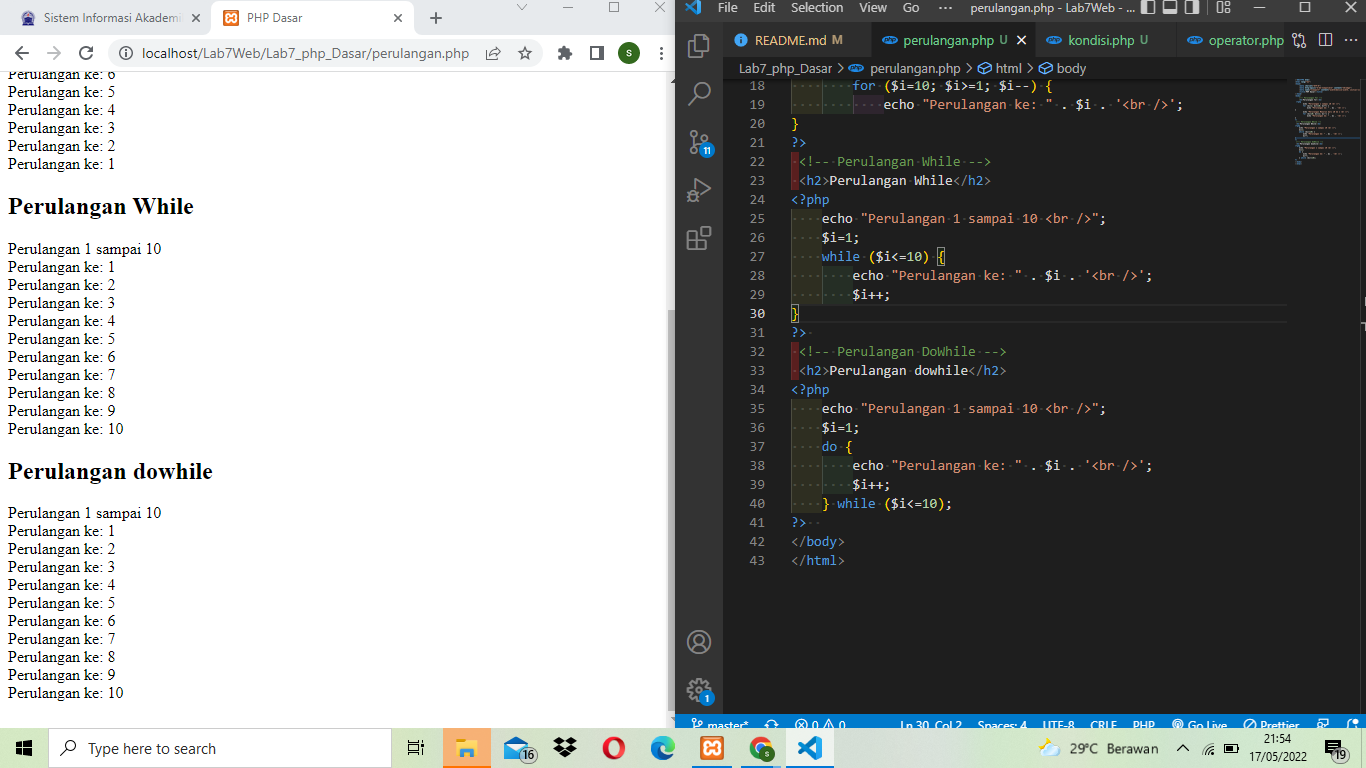 Sistem Informasi Akademi
PHP Dasar
localhost/Lab7Web/Lab7_php_Dasar/perulangan.php
S
Perulangan ke: 6
Perulangan ke: 5
Perulangan ke: 4
Perulangan ke: 3
Perulangan ke: 2
Perulangan ke: 1
Perulangan While
Perulangan 1 sampai 10
Perulangan ke: 1
Perulangan ke: 2
Perulangan ke: 3
Perulangan ke: 4
Perulangan ke: 5
Perulangan ke: 6
Perulangan ke: 7
Perulangan ke: 8
Perulangan ke: 9
Perulangan ke: 10
Perulangan dowhile
Perulangan 1 sampai 10
Perulangan ke: 1
Perulangan ke: 2
Perulangan ke: 3
Perulangan ke: 4
Perulangan ke: 5
Perulangan ke: 6
Perulangan ke: 7
Perulangan ke: 8
Perulangan ke: 9
Perulangan ke: 10
File Edit Selection View Go ... perulangan.php - Lab7Web - ...
README.md M perulangan.php U kondisi.php U operator.php
Lab7_php_Dasar > perulangan.php > html > body
18 for ($i=10; $i>=1; $i--) {
19 echo "Perulangan ke: " . $i . '<br />';
20 }
21 ?>
22 <!-- Perulangan While -->
23 <h2>Perulangan While</h2>
24 <?php
25 echo "Perulangan 1 sampai 10 <br />";
26 $i=1;
27 while ($i<=10) {
28 echo "Perulangan ke: " . $i . '<br />';
29 $i++;
30 }
31 ?>
32 <!-- Perulangan DoWhile -->
33 <h2>Perulangan dowhile</h2>
34 <?php
35 echo "Perulangan 1 sampai 10 <br />";
36 $i=1;
37 do {
38 echo "Perulangan ke: " . $i . '<br />';
39 $i++;
40 } while ($i<=10);
41 ?>
42 </body>
43 </html>
11
1
master* 0 0 Ln 30, Col 2 Spaces: 4 UTF-8 CRLF PHP Go Live Prettier
Type here to search
16
S
29°C Berawan
21:54
17/05/2022
19